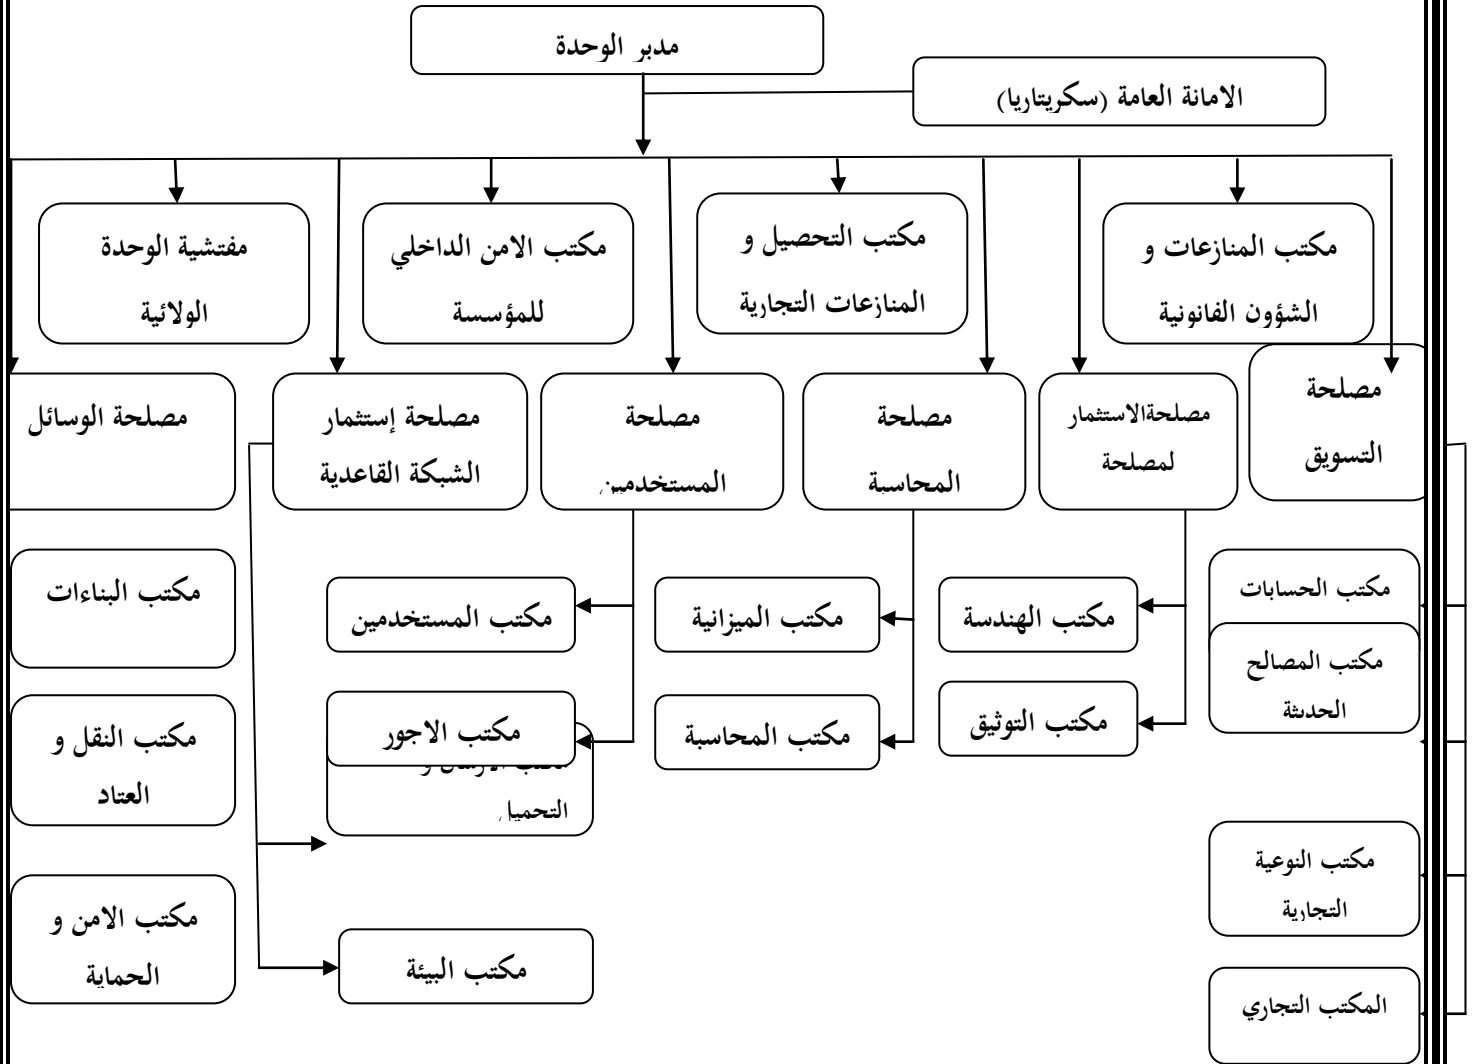 مدير الوحدة
الامانة العامة (سكريتاريا)
مكتب المنازعات و
الشؤون القانونية
مكتب التحصيل و
المنازعات التجارية
مكتب الامن الداخلي
للمؤسسة
مفتشية الوحدة
الولائية
مصلحة
التسويق
مصلحةالاستثمار
لمصلحة
مصلحة
المحاسبة
مصلحة
المستخدمين
مصلحة إستثمار
الشبكة القاعدية
مصلحة الوسائل
مكتب الحسابات
مكتب المصالح
الحديثة
مكتب النوعية
التجارية
المكتب التجاري
مكتب الهندسة
مكتب التوثيق
مكتب الميزانية
مكتب المحاسبة
مكتب المستخدمين
مكتب الاجور
التحميل
مكتب البيئة
مكتب البناءات
مكتب النقل و
العتاد
مكتب الامن و
الحماية